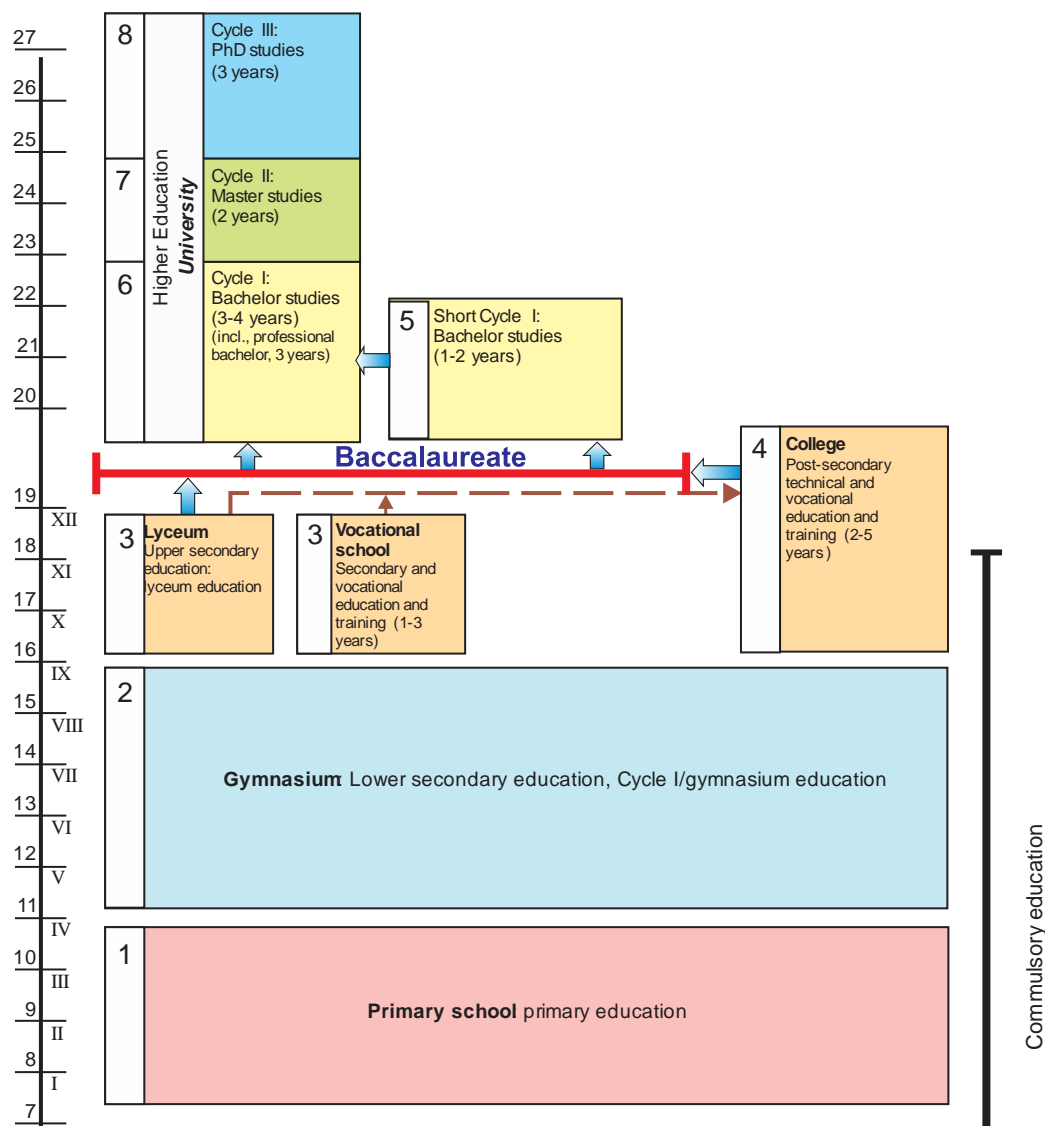 27
26
25
24
23
22
21
20
19
18
17
16
15
14
13
12
11
10
9
8
7
XII
XI
X
IX
VIII
VII
VI
V
IV
III
II
I
8
7
6
Higher Education
University
Cycle III:
PhD studies
(3 years)
Cycle II:
Master studies
(2 years)
Cycle I:
Bachelor studies
(3-4 years)
(incl., professional
bachelor, 3 years)
5
Short Cycle I:
Bachelor studies
(1-2 years)
Baccalaureate
4
College
Post-secondary
technical and
vocational
education and
training (2-5
years)
3
Lyceum
Upper secondary
education:
lyceum education
3
Vocational
school
Secondary and
vocational
education and
training (1-3
years)
2
Gymnasium: Lower secondary education, Cycle I/gymnasium education
1
Primary school primary education
Commulsory education